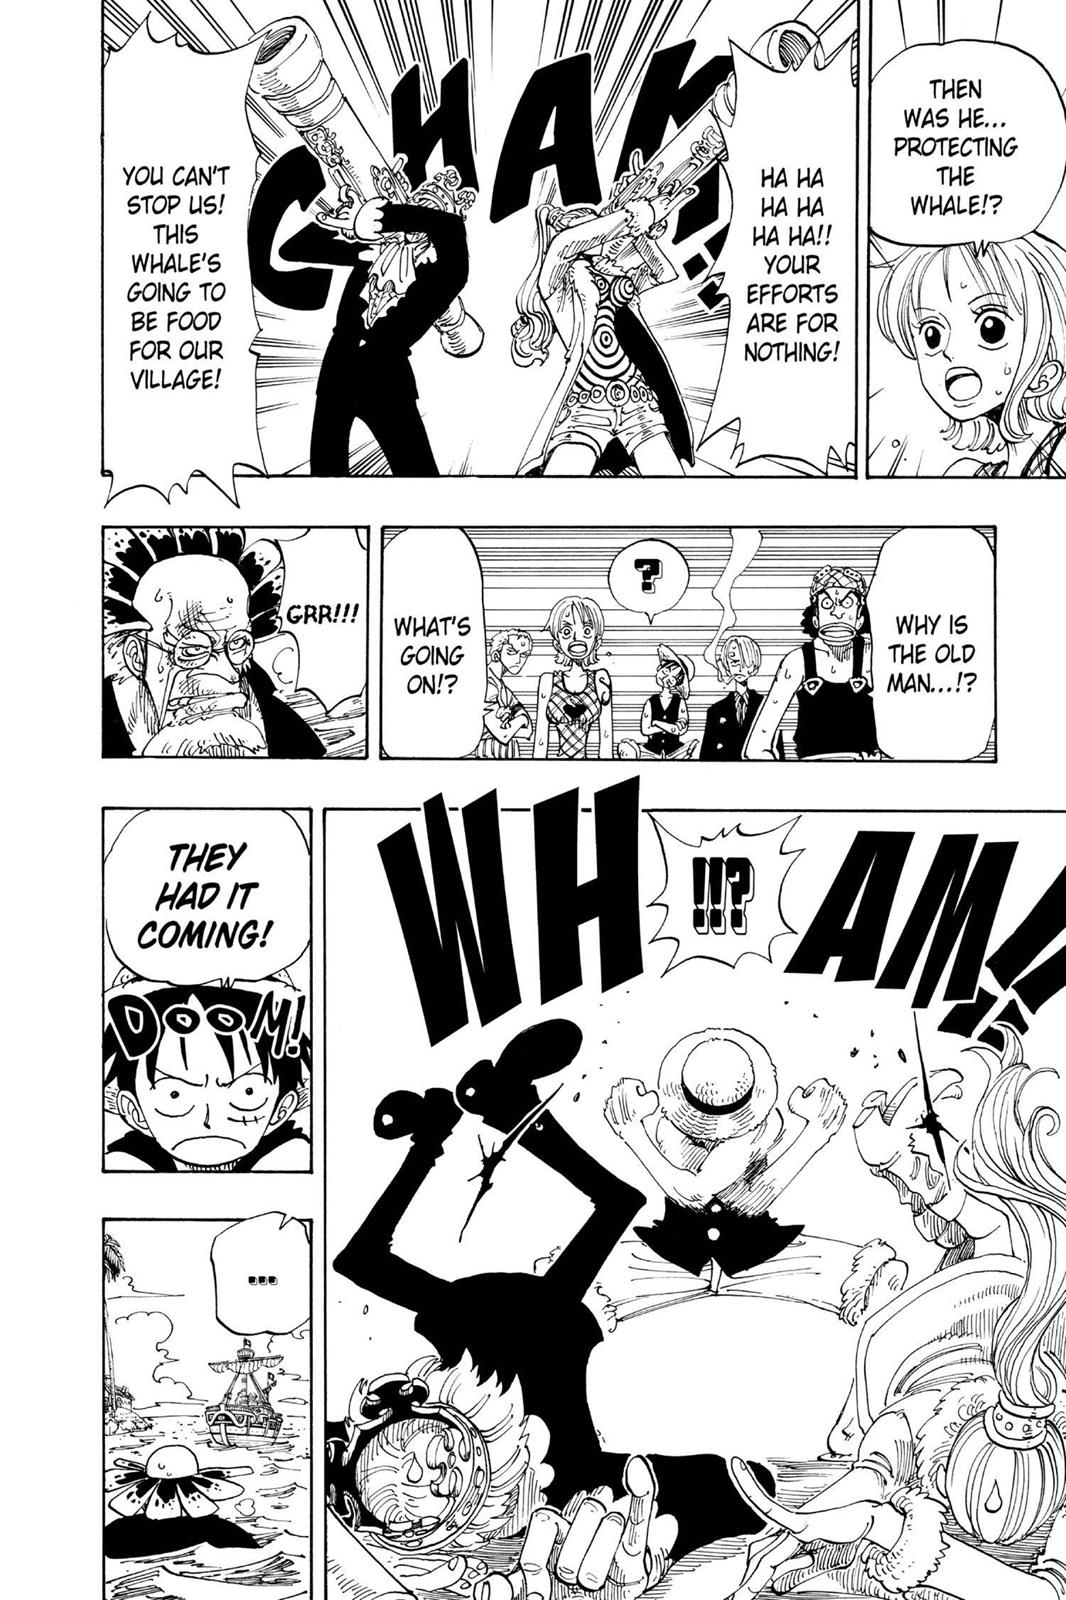 THEN
WAS HE...
PROTECTING
THE
WHALE!?
CHAK!!
HA HA
HA HA
HA HA!!
YOUR
EFFORTS
ARE FOR
NOTHING!
YOU CAN'T
STOP US!
THIS
WHALE'S
GOING TO
BE FOOD
FOR OUR
VILLAGE!
WHY IS
THE OLD
MAN...!?
?
WHAT'S
GOING
ON!?
GRR!!!
WHAM!!
!!!?
THEY
HAD IT
COMING!
DOOM!
...